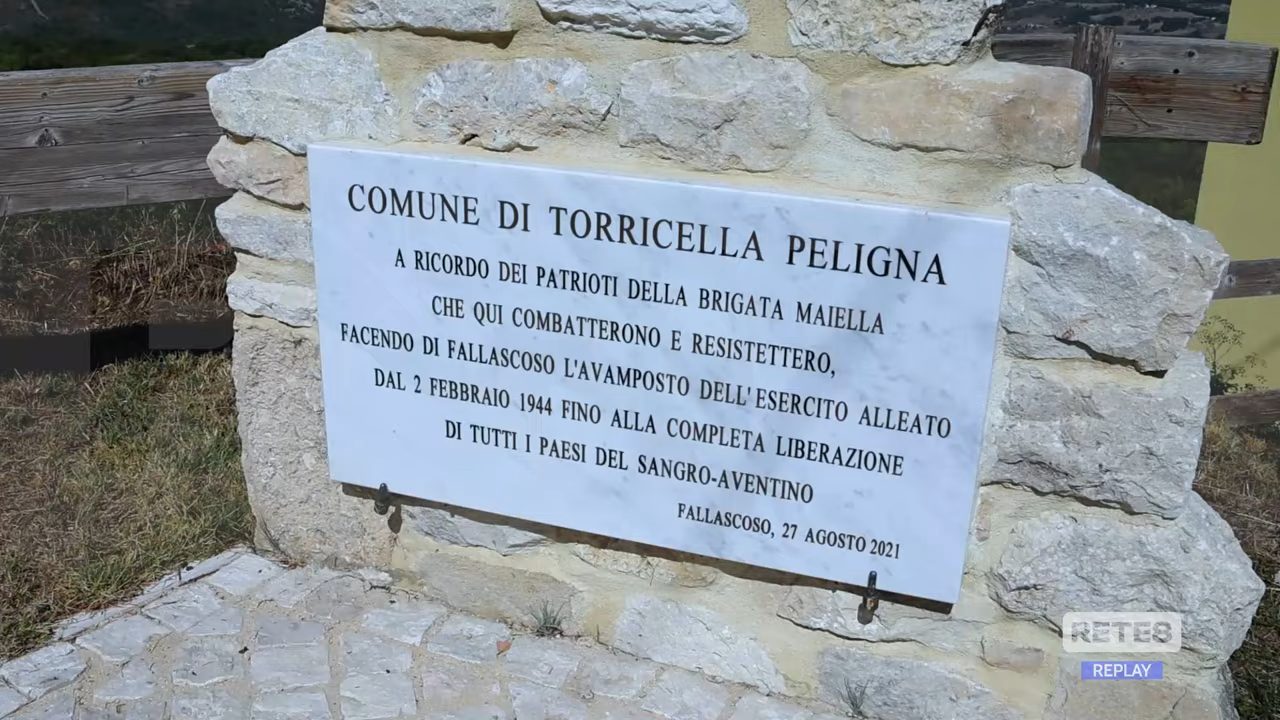 COMUNE DI TORRICELLA PELIGNA
A RICORDO DEI PATRIOTI DELLA BRIGATA MAIELLA
CHE QUI COMBATTERONO E RESISTETTERO,
FACENDO DI FALLASCOSO L'AVAMPOSTO DELL'ESERCITO ALLEATO
DAL 2 FEBBRAIO 1944 FINO ALLA COMPLETA LIBERAZIONE
DI TUTTI I PAESI DEL SANGRO-AVENTINO
FALLASCOSO, 27 AGOSTO 2021
RETE8
REPLAY